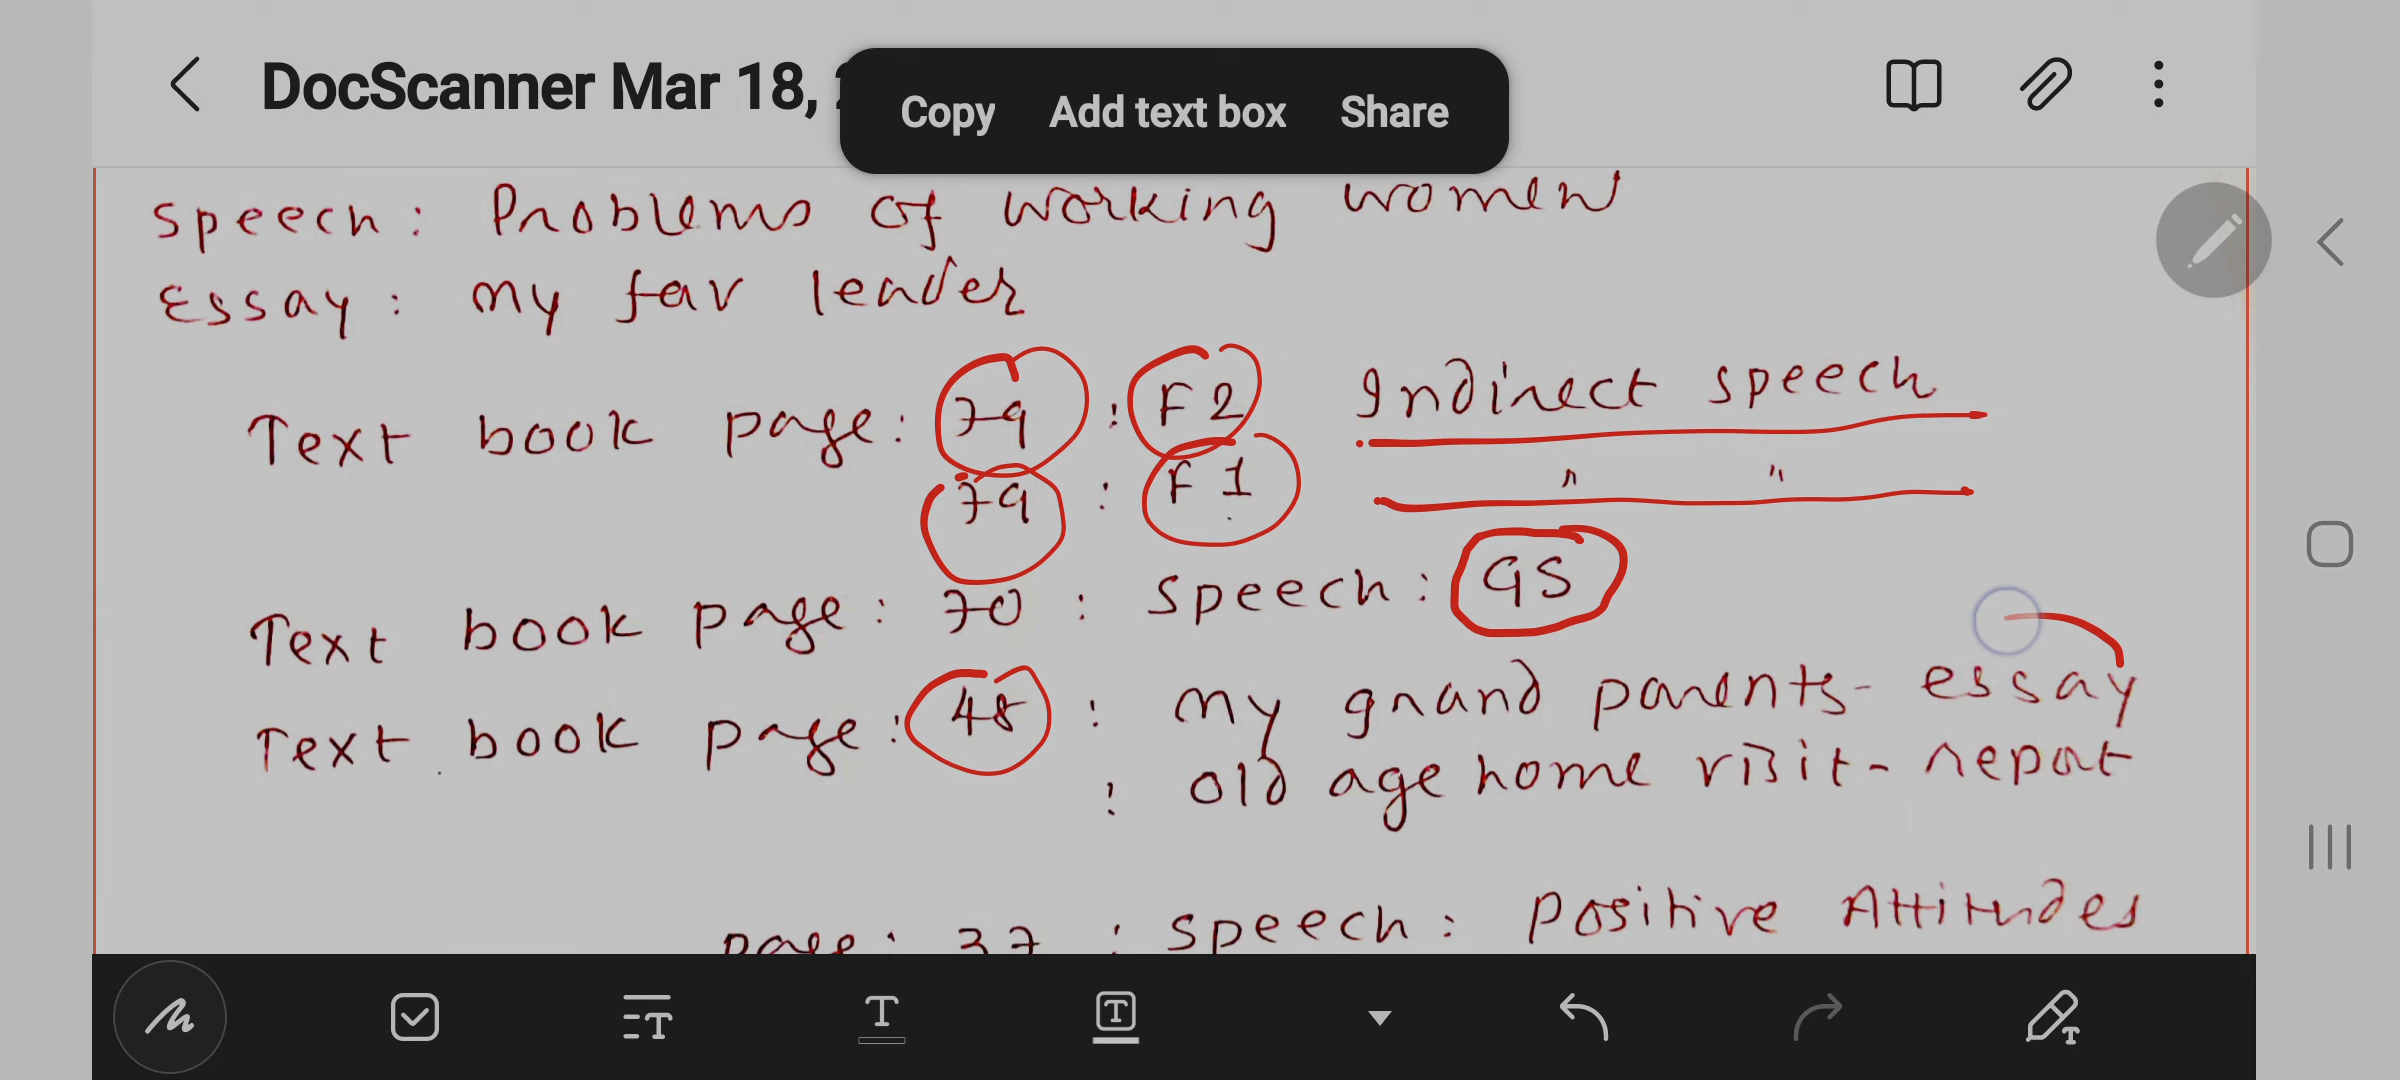 DocScanner Mar 18,
Copy Add text box Share
Speech: Problems of working women
Essay: my fav leader
Text book page: 79 : F2 Indirect speech
79 : F1 " "
Text book page: 70 : Speech: GS
Text book page: 48 : my grand parents- essay
: old age home visit- report
page: 37 : Speech: Positive Attitudes